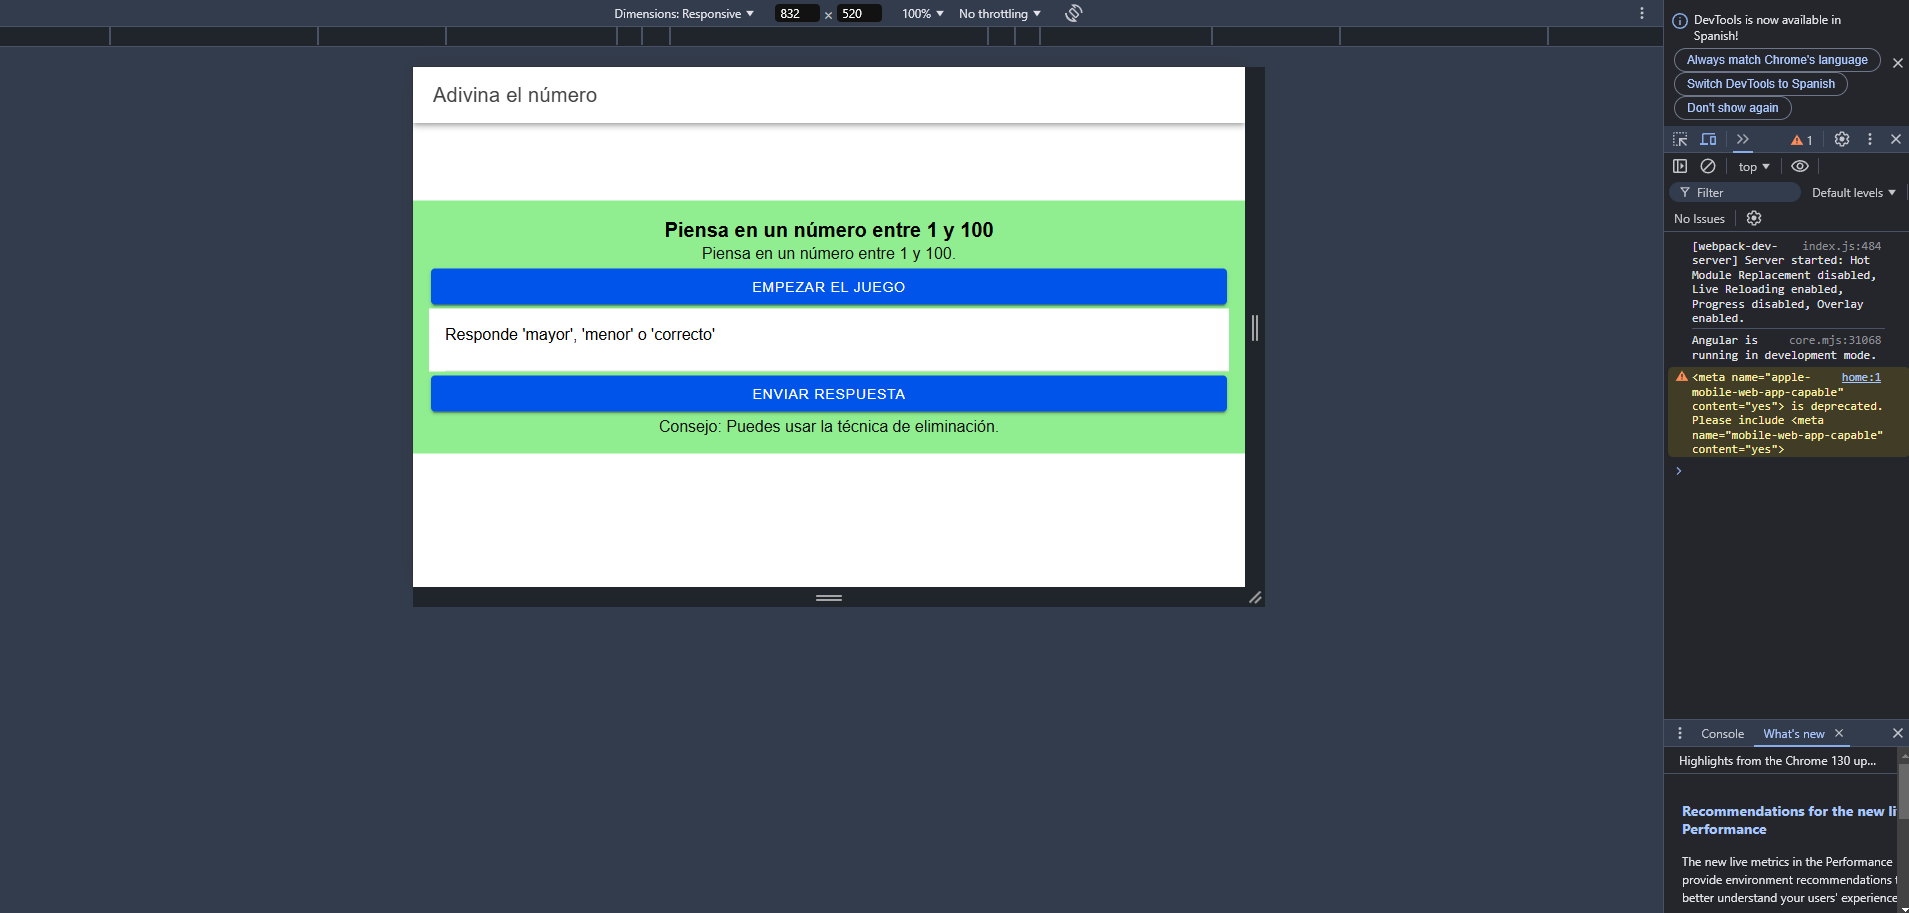 Dimensions: Responsive
832 × 520
100%
No throttling
Adivina el número
Piensa en un número entre 1 y 100
Piensa en un número entre 1 y 100.
EMPEZAR EL JUEGO
Responde 'mayor', 'menor' o 'correcto'
ENVIAR RESPUESTA
Consejo: Puedes usar la técnica de eliminación.
DevTools is now available in
Spanish!
Always match Chrome's language
Switch DevTools to Spanish
Don't show again
1
top
Filter
Default levels
No Issues
[webpack-dev- index.js:484
server] Server started: Hot
Module Replacement disabled,
Live Reloading enabled,
Progress disabled, Overlay
enabled.
Angular is core.mjs:31068
running in development mode.
<meta name="apple- home:1
mobile-web-app-capable"
content="yes"> is deprecated.
Please include <meta
name="mobile-web-app-capable"
content="yes">
Console
What's new
Highlights from the Chrome 130 up...
Recommendations for the new li
Performance
The new live metrics in the Performance
provide environment recommendations t
better understand your users' experience